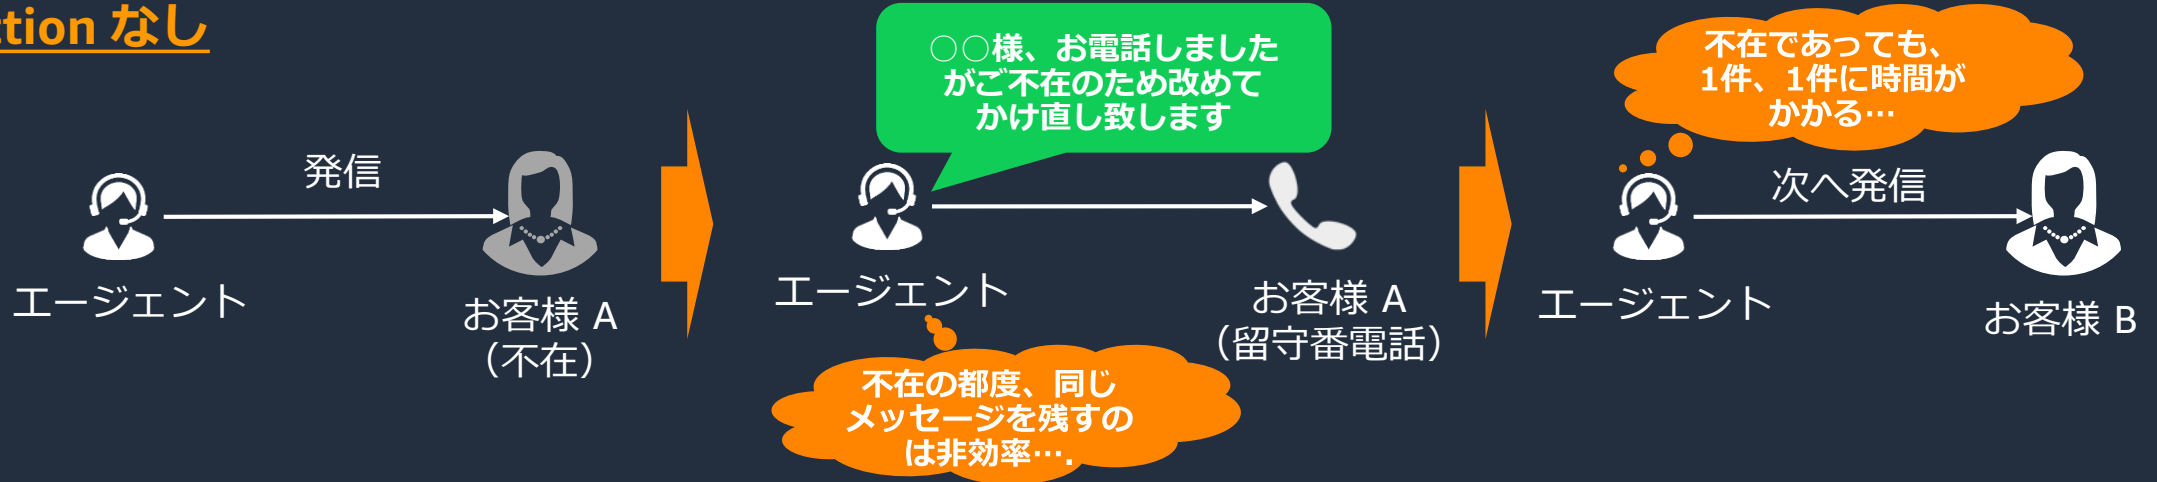 ction なし
発信
エージェント
お客様 A
（不在）
○○様、お電話しました
がご不在のため改めて
かけ直し致します
エージェント
お客様 A
（留守番電話）
不在の都度、同じ
メッセージを残すの
は非効率….
不在であっても、
1件、1件に時間が
かかる…
次へ発信
エージェント
お客様 B